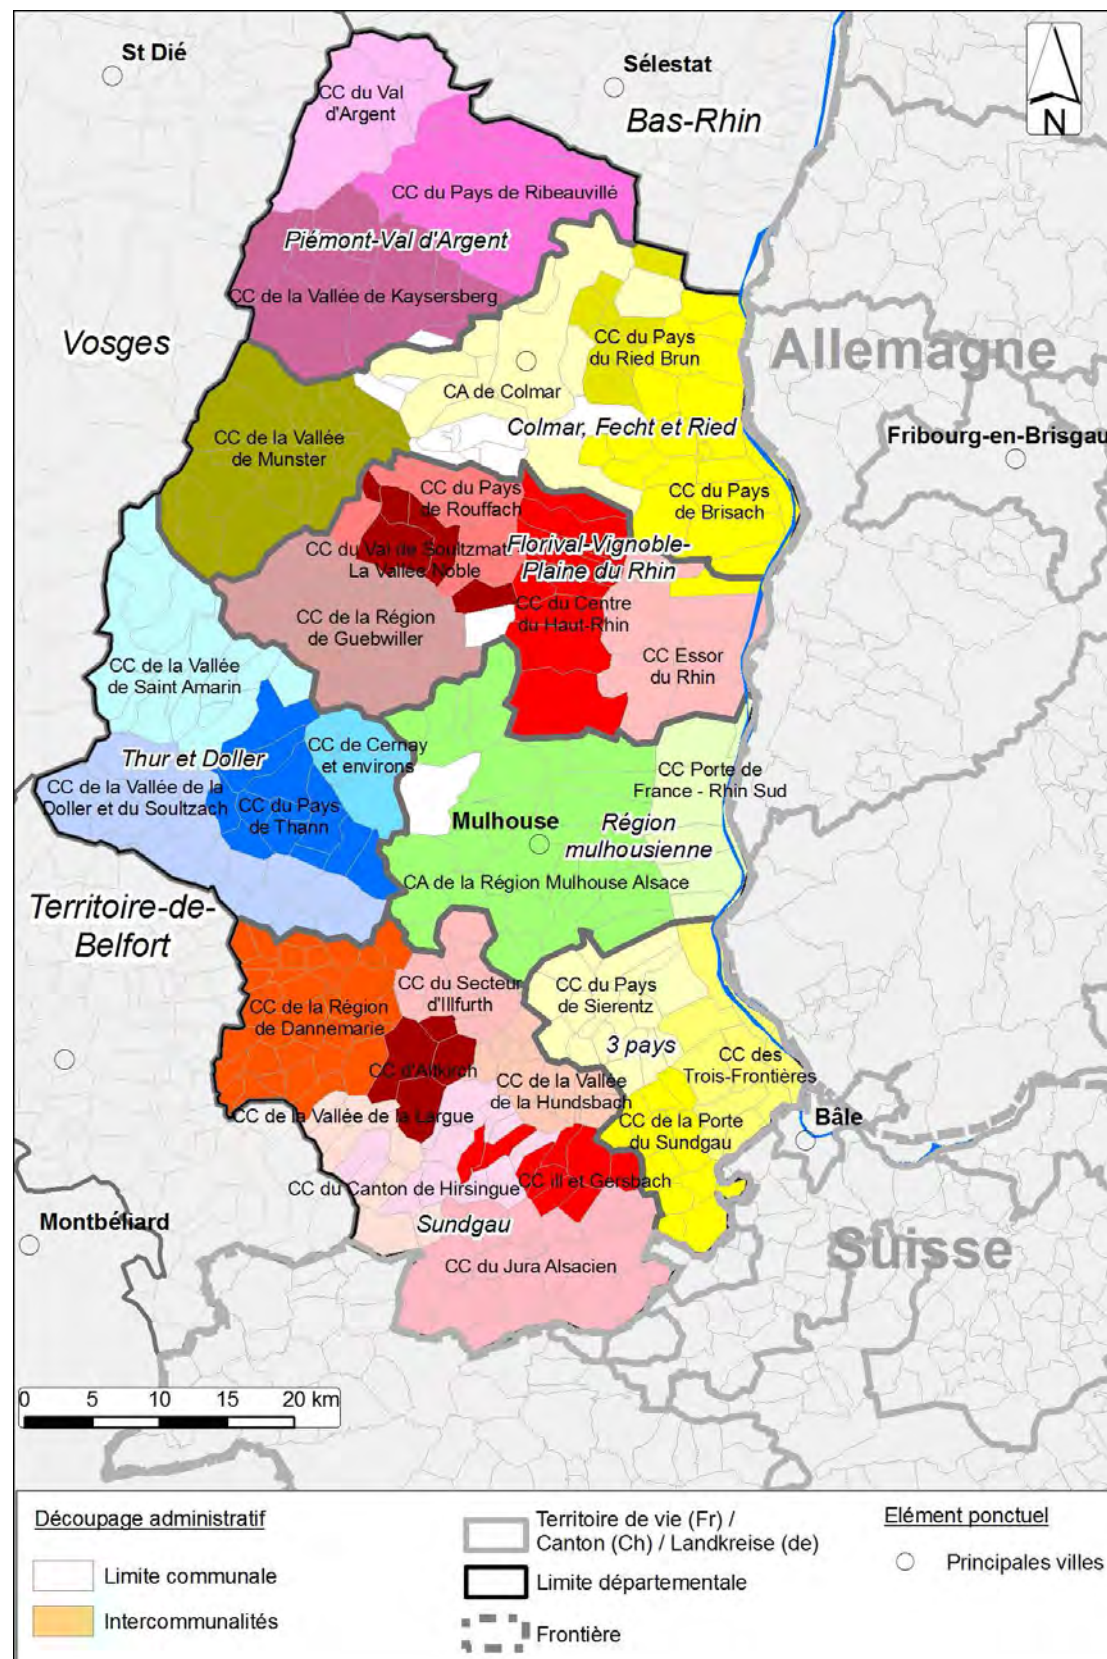 St Dié
Sélestat
Bas-Rhin
N
CC du Val
d'Argent
CC du Pays de Ribeauvillé
Piémont-Val d'Argent
CC de la Vallée de Kaysersberg
Vosges
Allemagne
CC du Pays
du Ried Brun
CA de Colmar
Colmar, Fecht et Ried
Fribourg-en-Brisgau
CC de la Vallée
de Munster
CC du Pays
de Rouffach
CC du Pays
de Brisach
CC du Val de Soultzmat
La Vallée Noble
Florival-Vignoble-
Plaine du Rhin
CC de la Région
de Guebwiller
CC du Centre
du Haut-Rhin
CC Essor
du Rhin
CC de la Vallée
de Saint Amarin
Thur et Doller
CC de Cernay
et environs
CC Porte de
France - Rhin Sud
CC de la Vallée de la
Doller et du Soultzach
CC du Pays
de Thann
Mulhouse
Région
mulhousienne
CA de la Région Mulhouse Alsace
Territoire-de-
Belfort
CC du Secteur
d'Illfurth
CC du Pays
de Sierentz
CC de la Région
de Dannemarie
3 pays
CC des
Trois-Frontières
CC d'Altkirch
CC de la Vallée
de la Hundsbach
CC de la Vallée de la Largue
CC de la Porte
du Sundgau
Bâle
CC du Canton de Hirsingue
CC Ill et Gersbach
Montbéliard
Sundgau
Suisse
CC du Jura Alsacien
0 5 10 15 20 km
Découpage administratif
Limite communale
Intercommunalités
Territoire de vie (Fr) /
Canton (Ch) / Landkreise (de)
Limite départementale
Frontière
Elément ponctuel
Principales villes